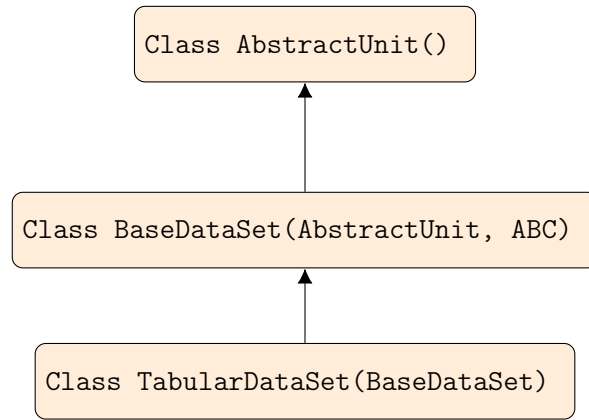 Class AbstractUnit()
Class BaseDataSet(AbstractUnit, ABC)
Class TabularDataSet(BaseDataSet)